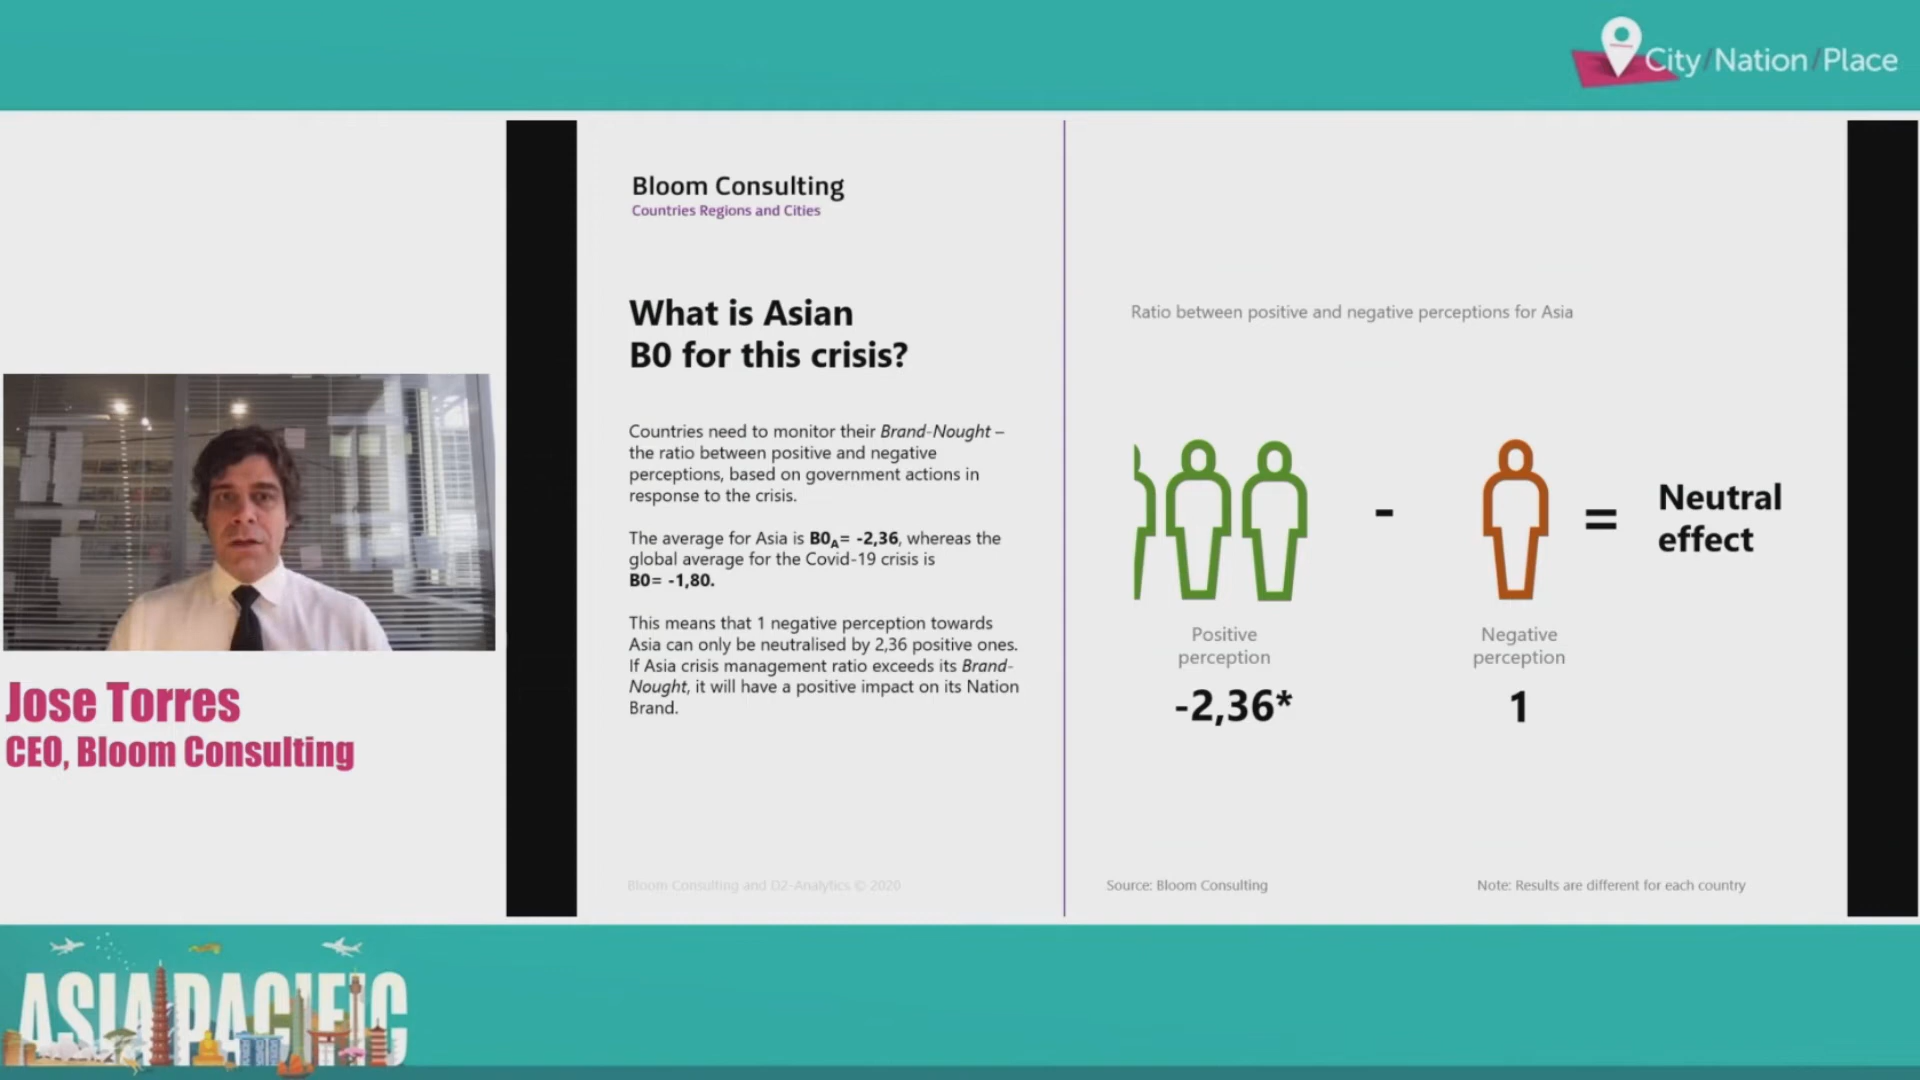 City/Nation/Place
Bloom Consulting
Countries Regions and Cities
What is Asian
B0 for this crisis?
Countries need to monitor their Brand-Nought –
the ratio between positive and negative
perceptions, based on government actions in
response to the crisis.
The average for Asia is B0A= -2,36, whereas the
global average for the Covid-19 crisis is
B0= -1,80.
This means that 1 negative perception towards
Asia can only be neutralised by 2,36 positive ones.
If Asia crisis management ratio exceeds its Brand-
Nought, it will have a positive impact on its Nation
Brand.
Bloom Consulting and D2-Analytics © 2020
Ratio between positive and negative perceptions for Asia
- = Neutral
effect
Positive
perception
-2,36*
Negative
perception
1
Source: Bloom Consulting
Note: Results are different for each country
Jose Torres
CEO, Bloom Consulting
ASIA PACIFIC